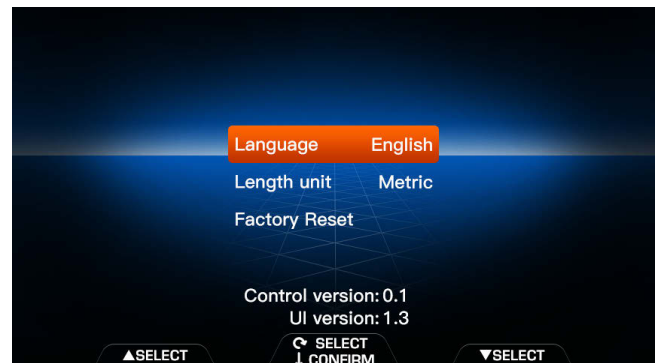 Language English
Length unit Metric
Factory Reset
Control version: 0.1
UI version: 1.3
▲SELECT
⟳ SELECT
↓ CONFIRM
▼SELECT